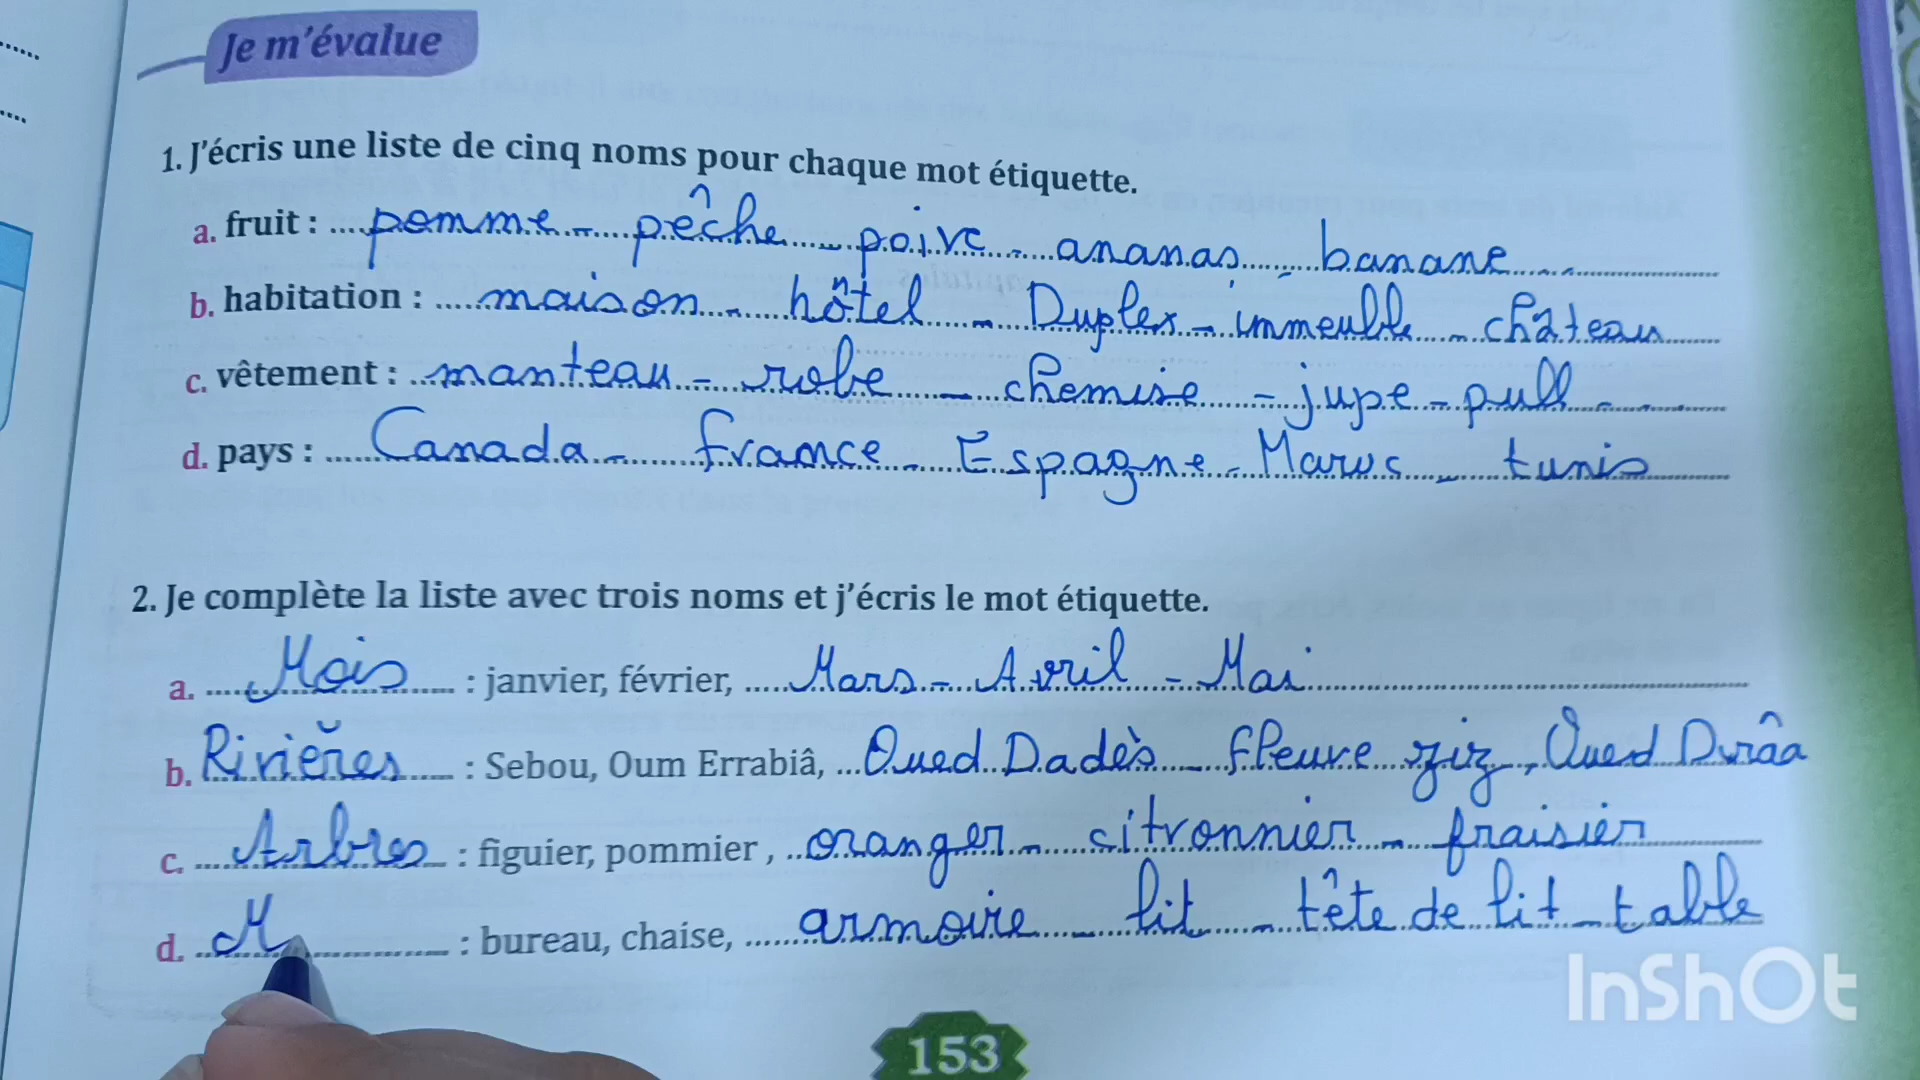 Je m'évalue
1. J'écris une liste de cinq noms pour chaque mot étiquette.
a. fruit : pomme - pêche - poire - ananas - banane
b. habitation : maison - hôtel - Duplex - immeuble - château
c. vêtement : manteau - robe - chemise - jupe - pull -
d. pays : Canada - France - Espagne - Maroc - tunis
2. Je complète la liste avec trois noms et j'écris le mot étiquette.
a. Mois : janvier, février, Mars - Avril - Mai
b. Rivières : Sebou, Oum Errabiâ, Oued Dadès - fleuve ziz, Oued Drâa
c. Arbres : figuier, pommier, oranger - citronnier - fraisier
d. M : bureau, chaise, armoire - lit - tête de lit - table
InShOt
153